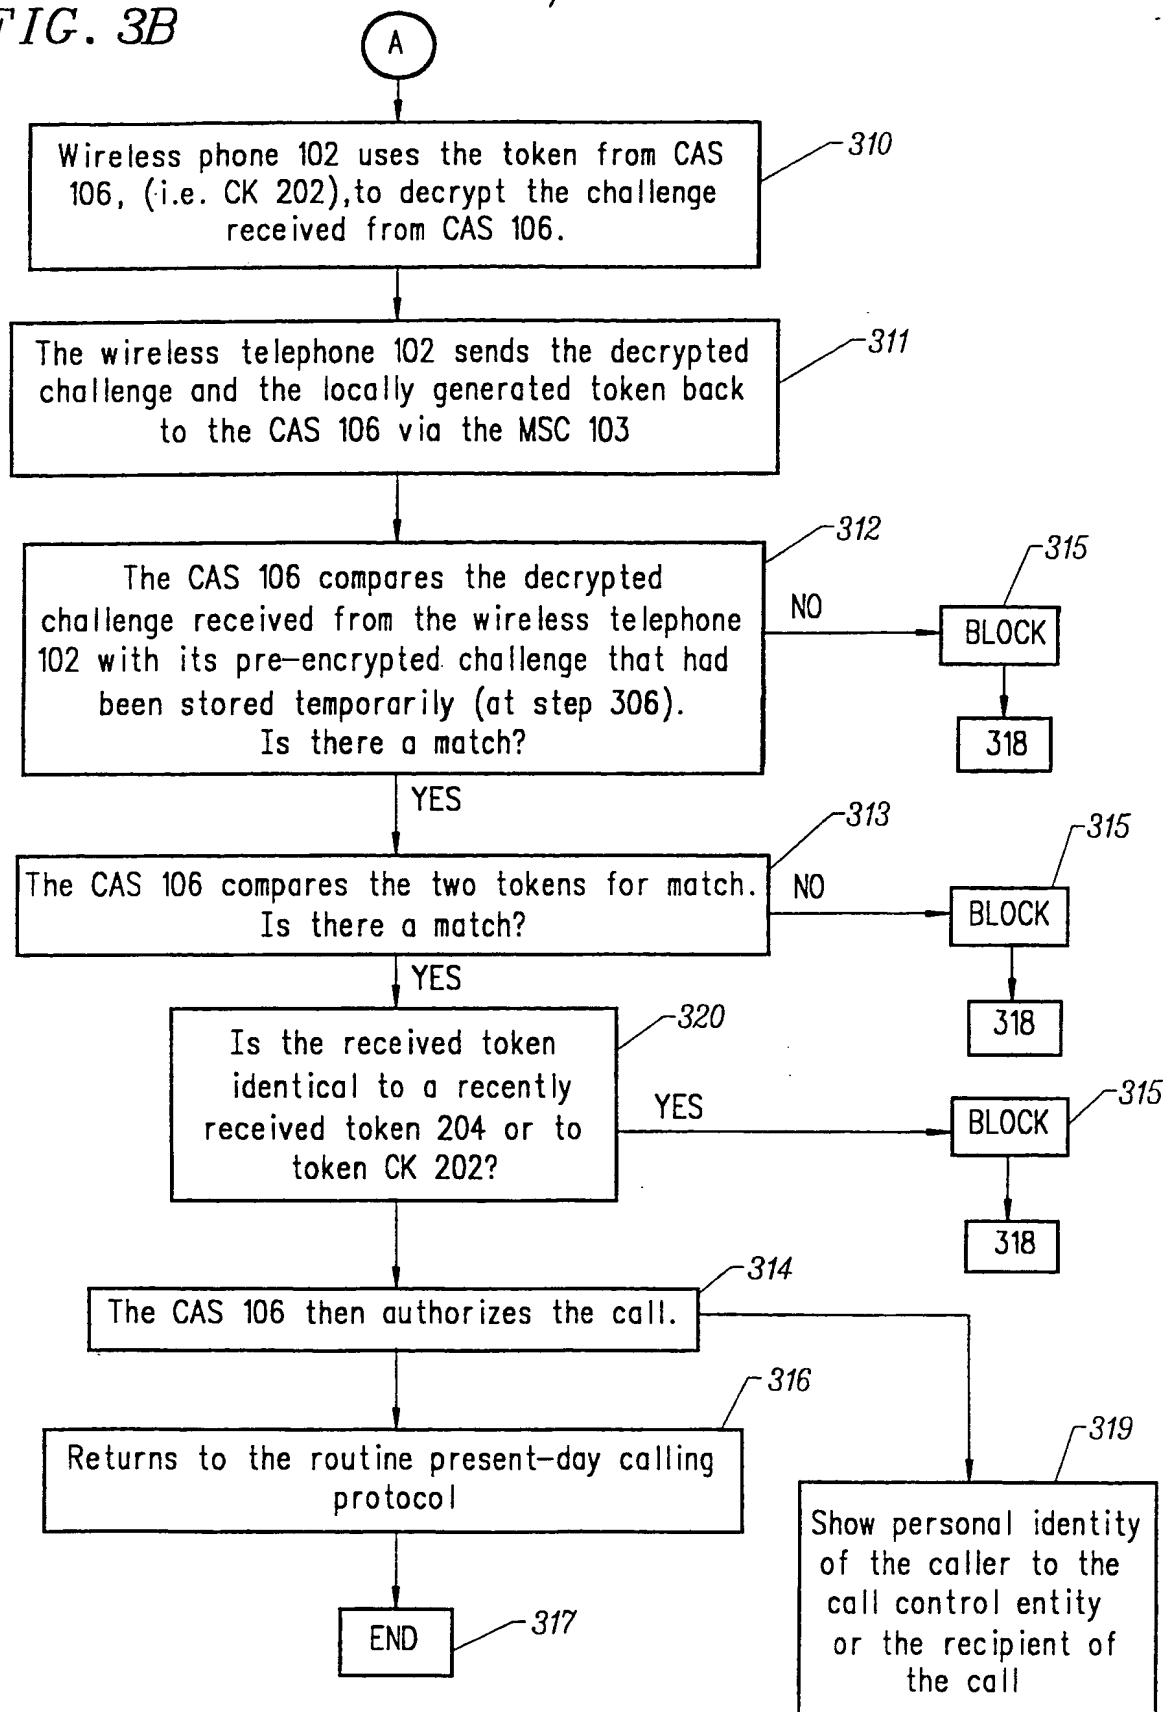 FIG. 3B
A
Wireless phone 102 uses the token from CAS
106, (i.e. CK 202), to decrypt the challenge
received from CAS 106.
310
The wireless telephone 102 sends the decrypted
challenge and the locally generated token back
to the CAS 106 via the MSC 103
311
The CAS 106 compares the decrypted
challenge received from the wireless telephone
102 with its pre-encrypted challenge that had
been stored temporarily (at step 306).
Is there a match?
312
NO
315
BLOCK
318
YES
The CAS 106 compares the two tokens for match.
Is there a match?
313
NO
315
BLOCK
318
YES
Is the received token
identical to a recently
received token 204 or to
token CK 202?
320
YES
315
BLOCK
318
The CAS 106 then authorizes the call.
314
Returns to the routine present-day calling
protocol
316
END
317
319
Show personal identity
of the caller to the
call control entity
or the recipient of
the call